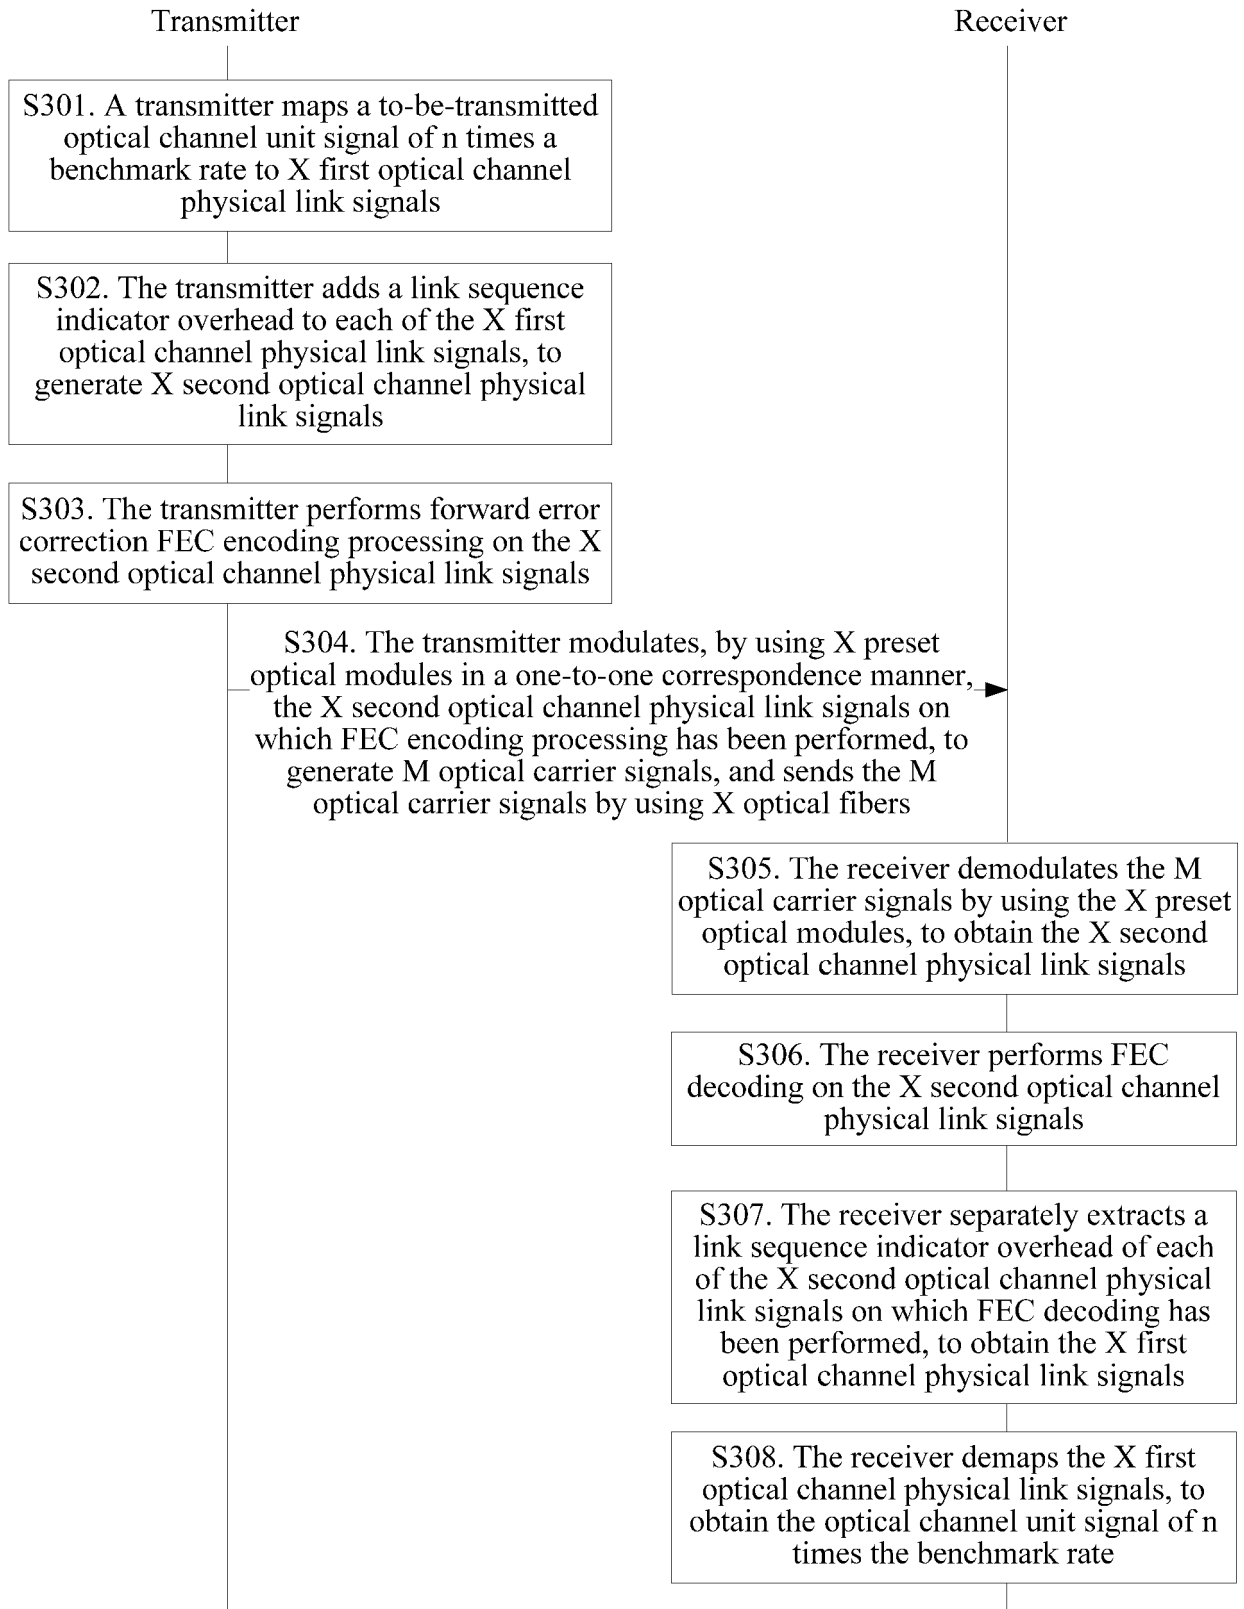 Transmitter
Receiver
S301. A transmitter maps a to-be-transmitted
optical channel unit signal of n times a
benchmark rate to X first optical channel
physical link signals
S302. The transmitter adds a link sequence
indicator overhead to each of the X first
optical channel physical link signals, to
generate X second optical channel physical
link signals
S303. The transmitter performs forward error
correction FEC encoding processing on the X
second optical channel physical link signals
S304. The transmitter modulates, by using X preset
optical modules in a one-to-one correspondence manner,
the X second optical channel physical link signals on
which FEC encoding processing has been performed, to
generate M optical carrier signals, and sends the M
optical carrier signals by using X optical fibers
S305. The receiver demodulates the M
optical carrier signals by using the X preset
optical modules, to obtain the X second
optical channel physical link signals
S306. The receiver performs FEC
decoding on the X second optical channel
physical link signals
S307. The receiver separately extracts a
link sequence indicator overhead of each
of the X second optical channel physical
link signals on which FEC decoding has
been performed, to obtain the X first
optical channel physical link signals
S308. The receiver demaps the X first
optical channel physical link signals, to
obtain the optical channel unit signal of n
times the benchmark rate